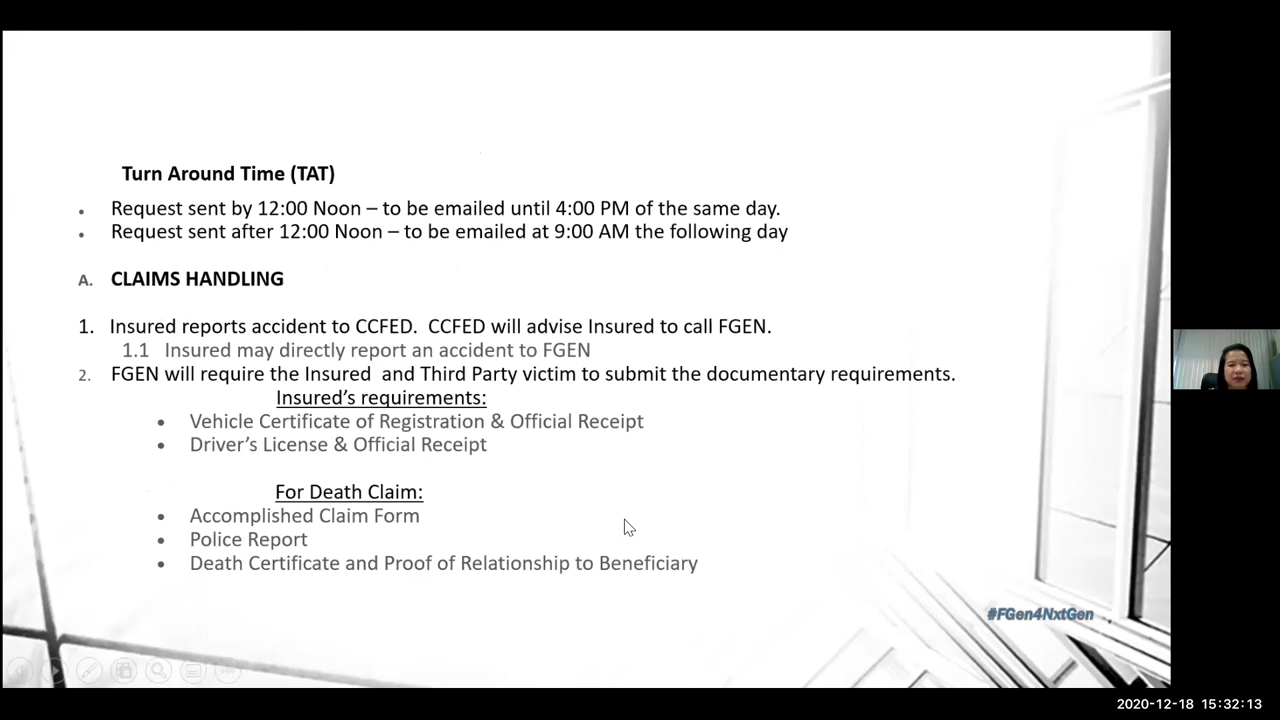 Turn Around Time (TAT)
• Request sent by 12:00 Noon – to be emailed until 4:00 PM of the same day.
• Request sent after 12:00 Noon – to be emailed at 9:00 AM the following day
A. CLAIMS HANDLING
1. Insured reports accident to CCFED. CCFED will advise Insured to call FGEN.
1.1 Insured may directly report an accident to FGEN
2. FGEN will require the Insured and Third Party victim to submit the documentary requirements.
Insured's requirements:
• Vehicle Certificate of Registration & Official Receipt
• Driver's License & Official Receipt
For Death Claim:
• Accomplished Claim Form
• Police Report
• Death Certificate and Proof of Relationship to Beneficiary
#FGen4NxtGen
2020-12-18 15:32:13